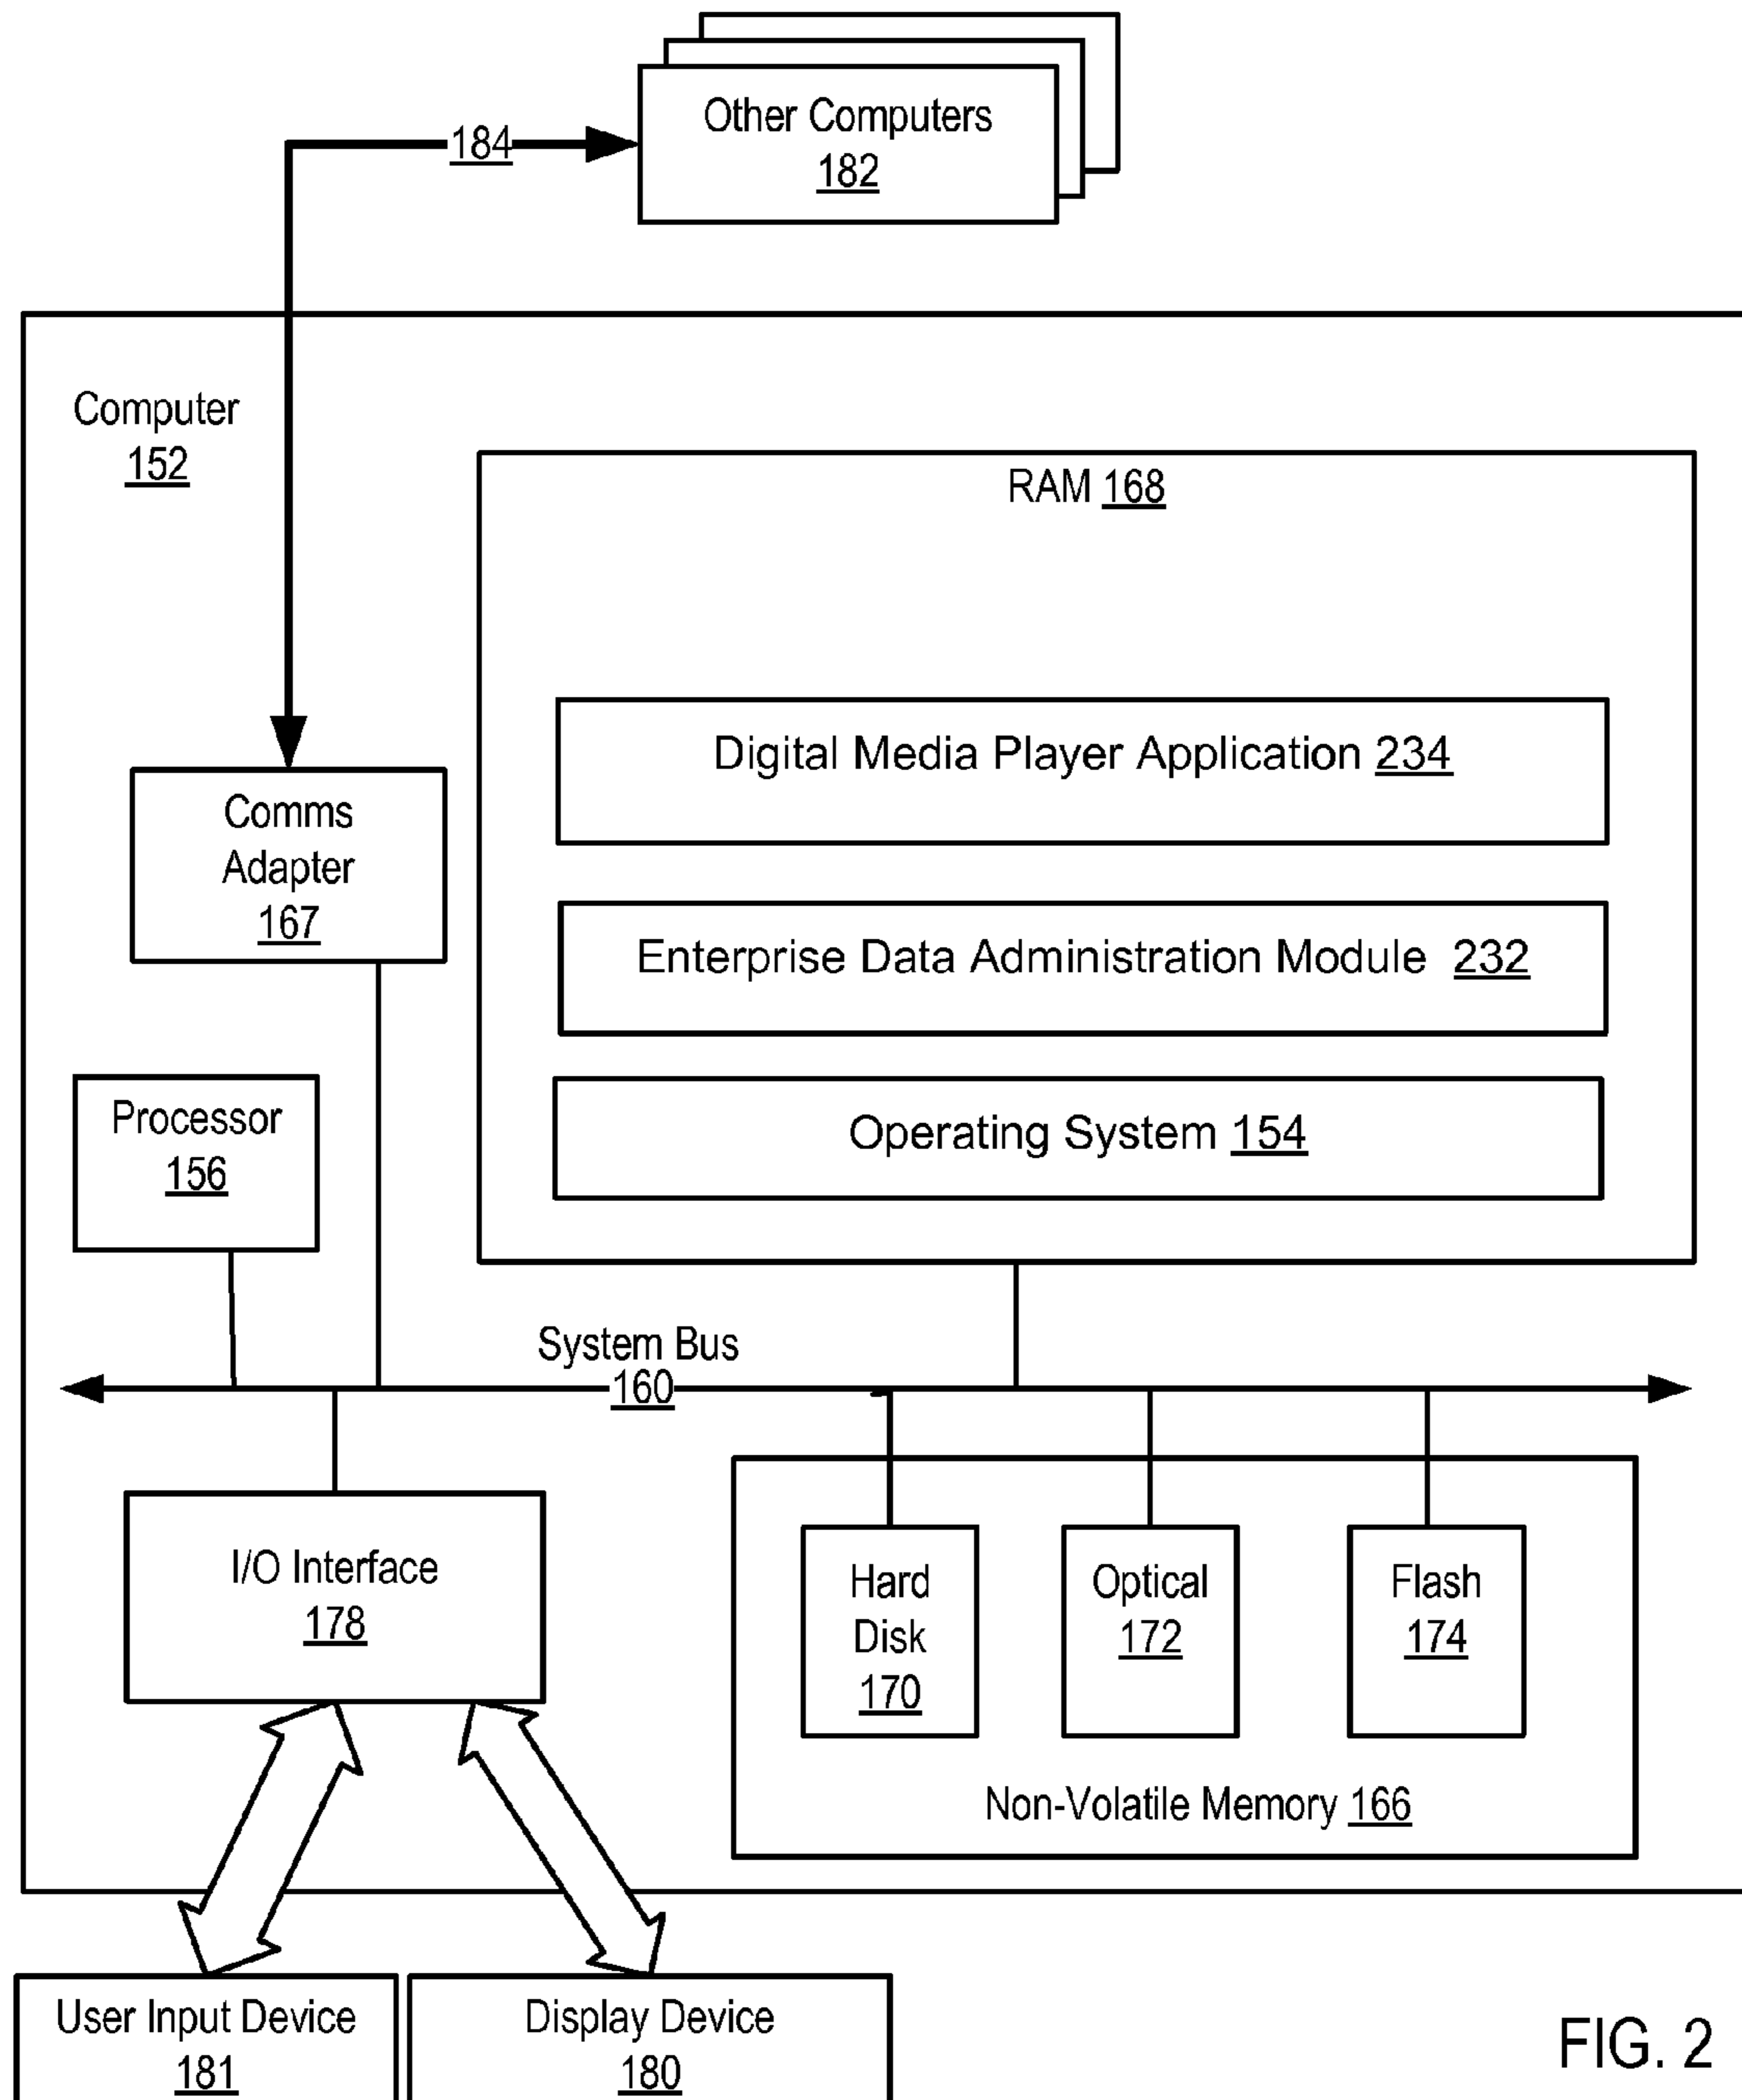 Other Computers
182
184
Computer
152
RAM 168
Digital Media Player Application 234
Comms
Adapter
167
Enterprise Data Administration Module 232
Processor
156
Operating System 154
System Bus
160
I/O Interface
178
Hard
Disk
170
Optical
172
Flash
174
Non-Volatile Memory 166
User Input Device
181
Display Device
180
FIG. 2